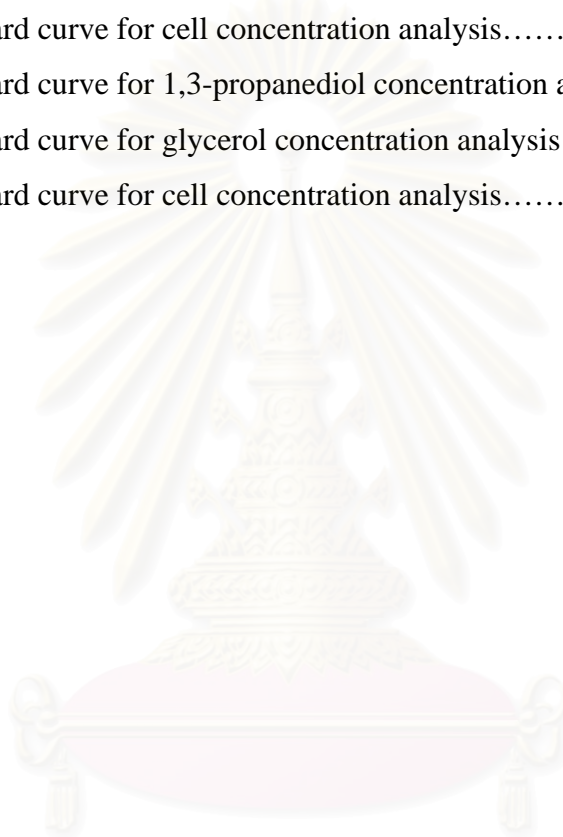 ard curve for cell concentration analysis……
ard curve for 1,3-propanediol concentration a
ard curve for glycerol concentration analysis
ard curve for cell concentration analysis……